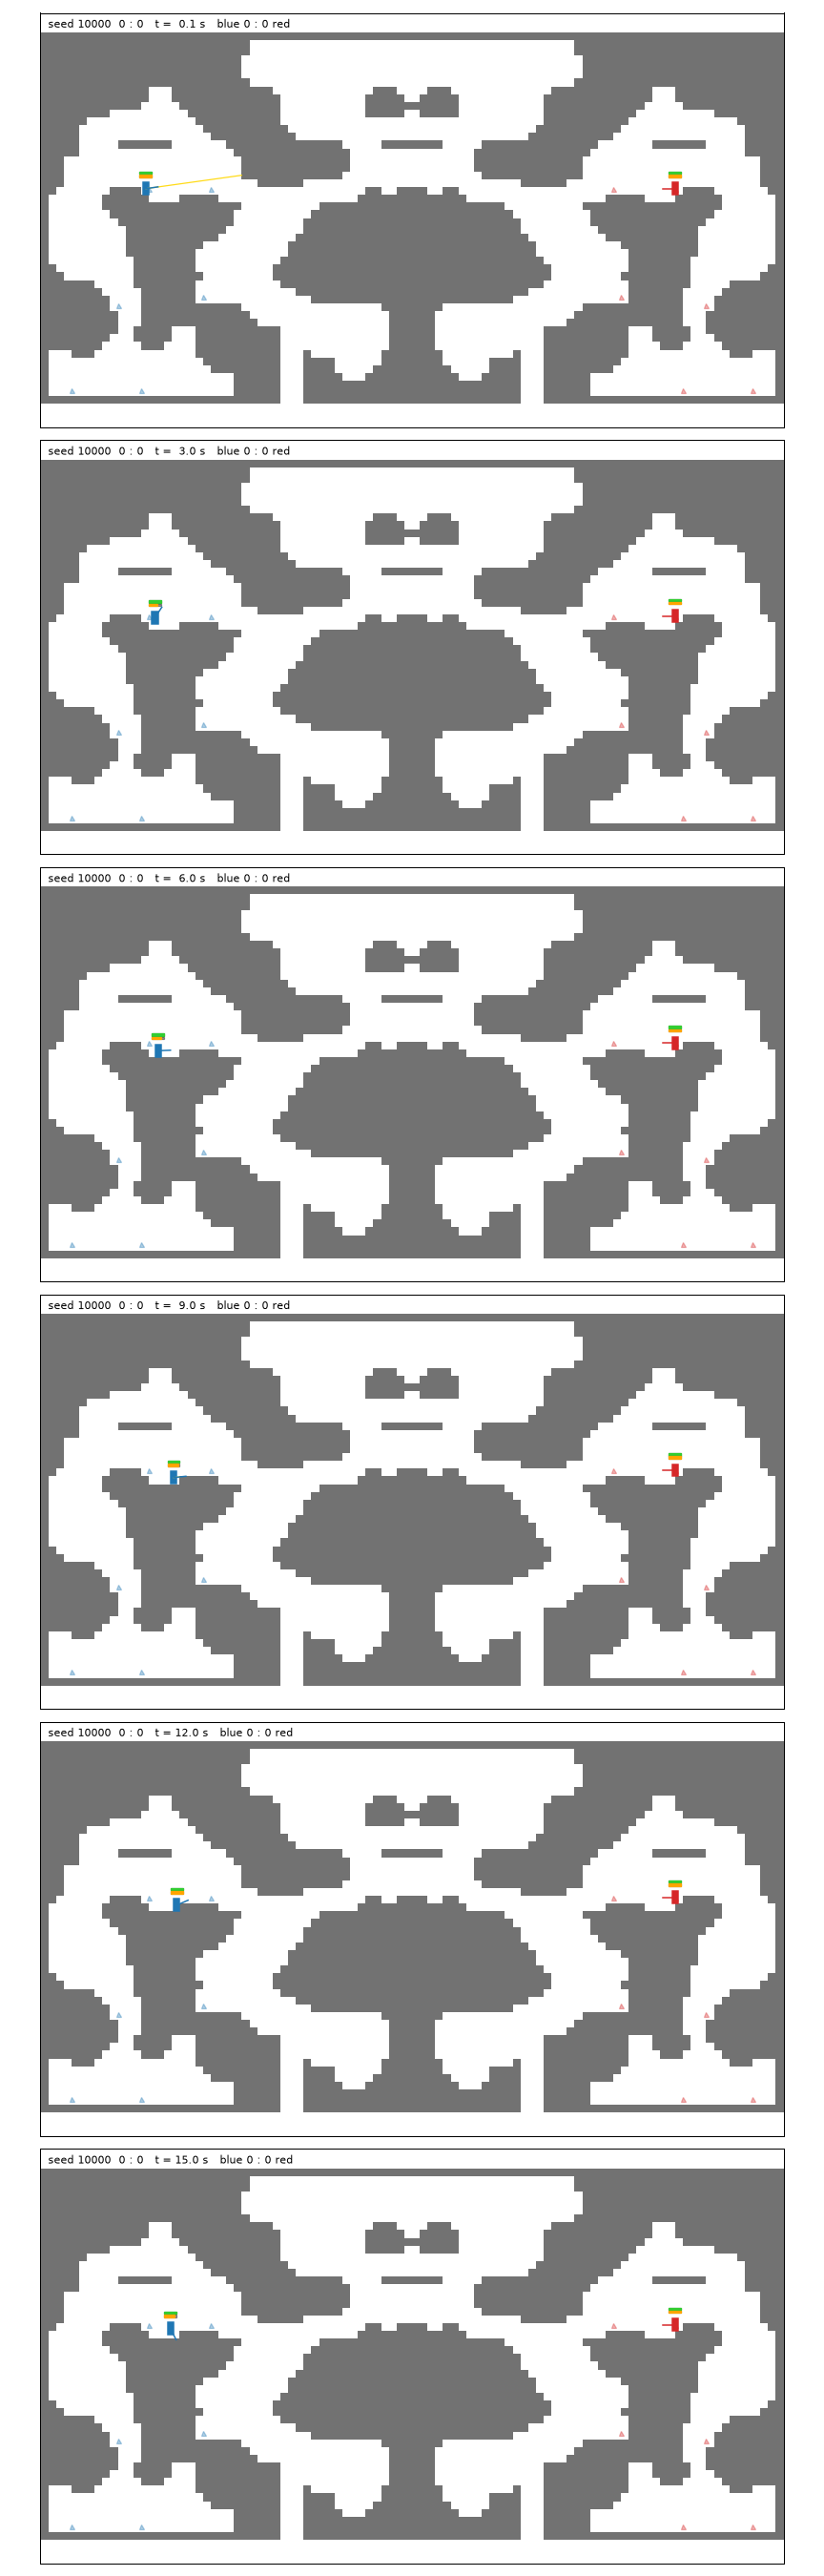 seed 10000 0 : 0 t = 0.1 s blue 0 : 0 red
seed 10000 0 : 0 t = 3.0 s blue 0 : 0 red
seed 10000 0 : 0 t = 6.0 s blue 0 : 0 red
seed 10000 0 : 0 t = 9.0 s blue 0 : 0 red
seed 10000 0 : 0 t = 12.0 s blue 0 : 0 red
seed 10000 0 : 0 t = 15.0 s blue 0 : 0 red